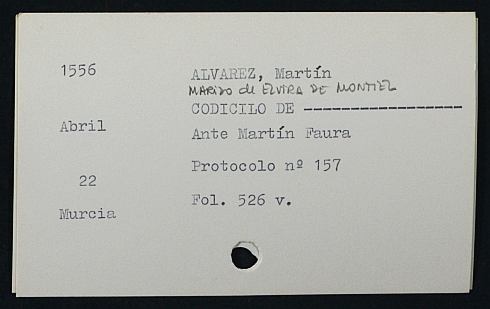 1556
ALVAREZ, Martín
MARIDO de ELVIRA DE MONTIEL
CODICILO DE -----------------
Abril
Ante Martín Faura
Protocolo nº 157
22
Fol. 526 v.
Murcia